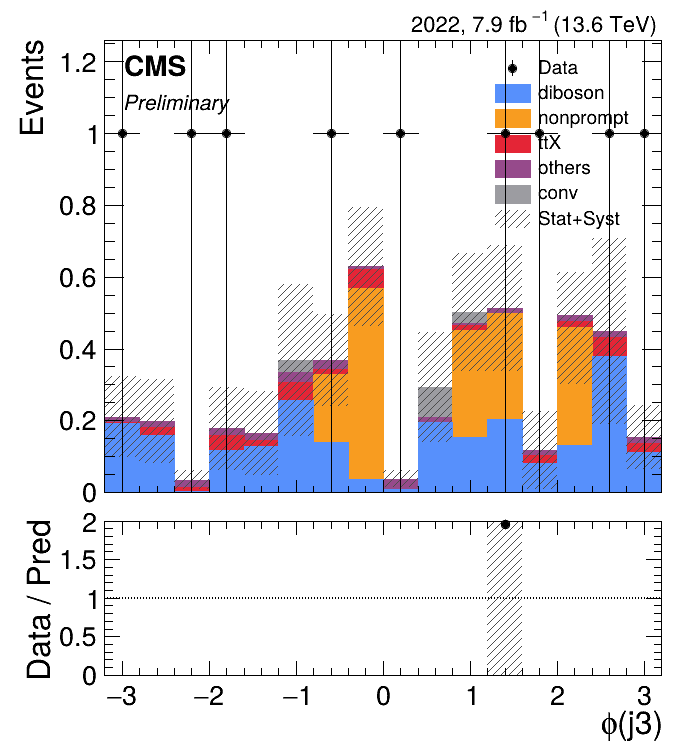 2022, 7.9 fb⁻¹ (13.6 TeV)
Events
CMS
Preliminary
Data
diboson
nonprompt
ttX
others
conv
Stat+Syst
1.2
1
0.8
0.6
0.4
0.2
0
Data / Pred
2
1.5
1
0.5
0
−3 −2 −1 0 1 2 3
ϕ(j3)